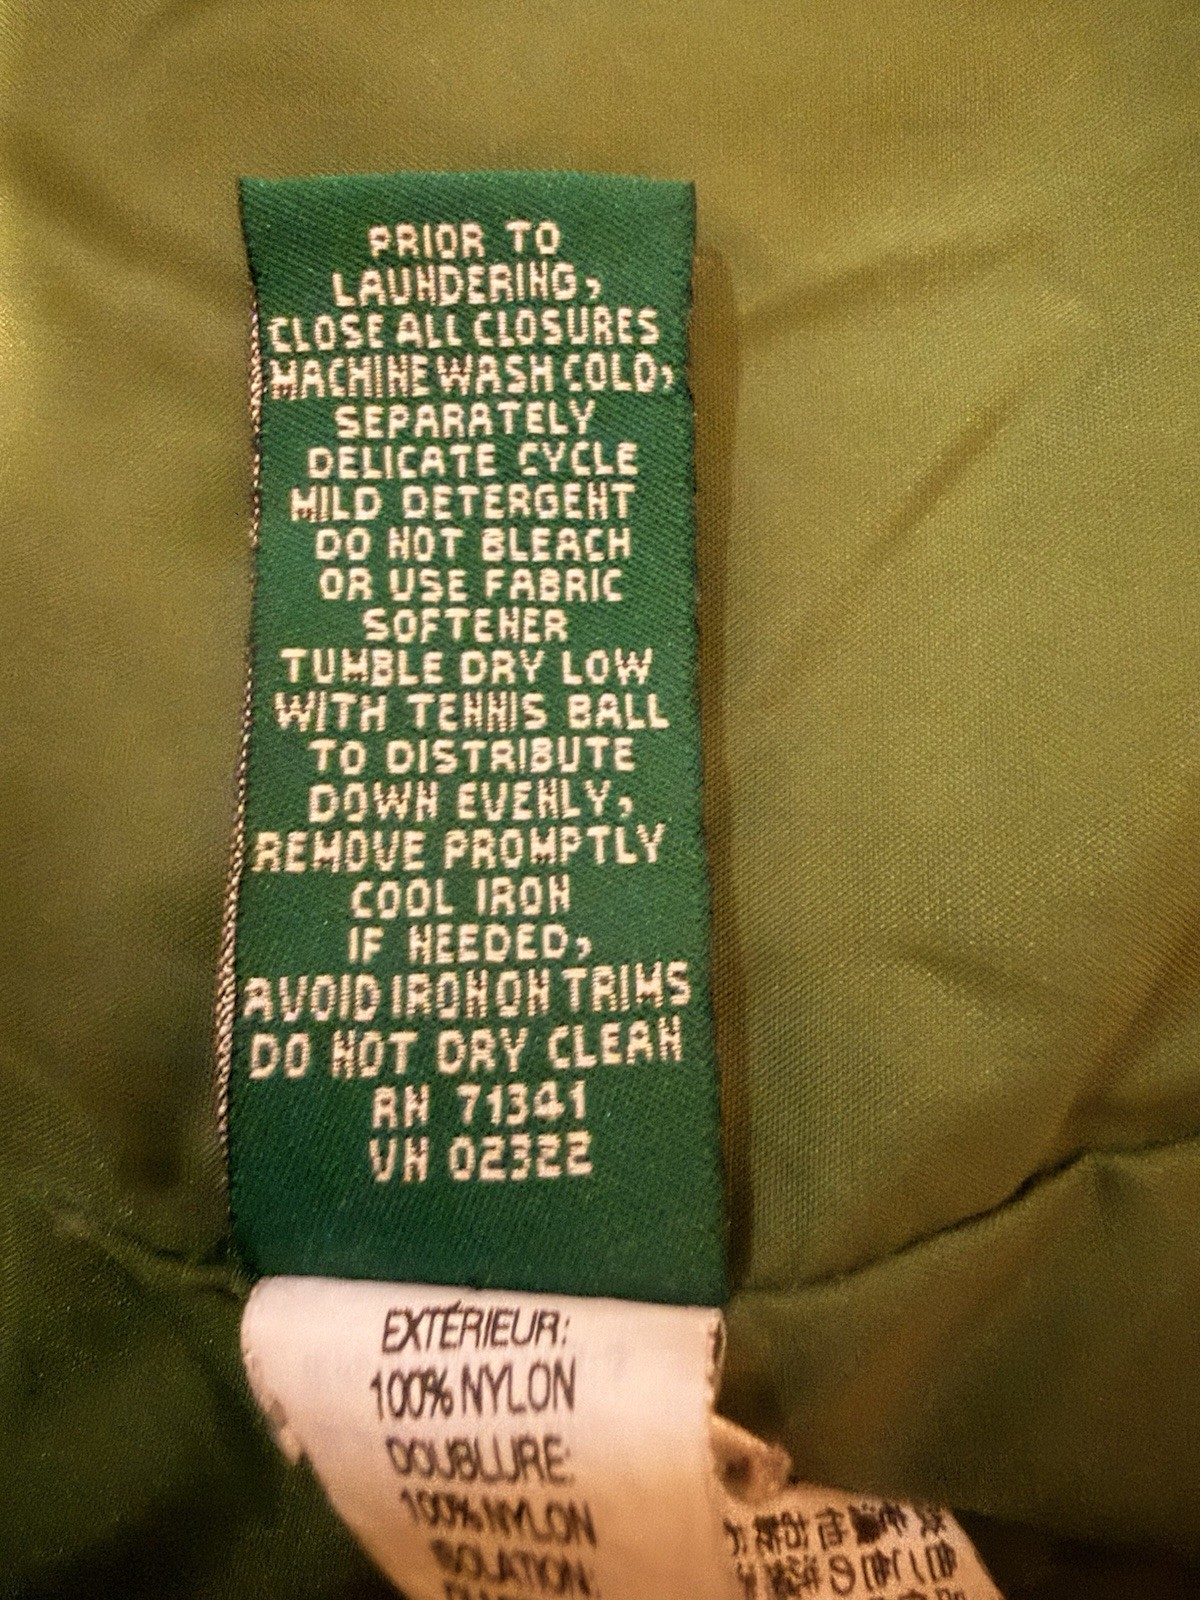 PRIOR TO
LAUNDERING,
CLOSE ALL CLOSURES
MACHINE WASH COLD,
SEPARATELY
DELICATE CYCLE
MILD DETERGENT
DO NOT BLEACH
OR USE FABRIC
SOFTENER
TUMBLE DRY LOW
WITH TENNIS BALL
TO DISTRIBUTE
DOWN EVENLY,
REMOVE PROMPTLY
COOL IRON
IF NEEDED,
AVOID IRON ON TRIMS
DO NOT DRY CLEAN
RN 71341
VN 02322
EXTÉRIEUR:
100% NYLON
DOUBLURE:
100% NYLON
ISOLATION: